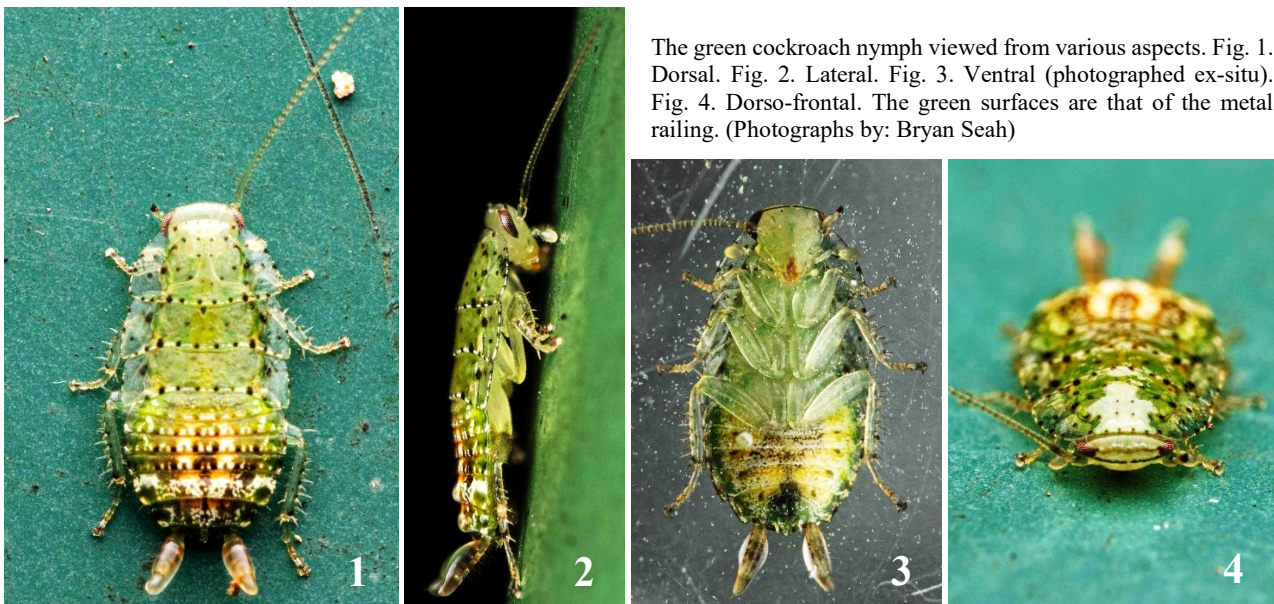 The green cockroach nymph viewed from various aspects. Fig. 1.
Dorsal. Fig. 2. Lateral. Fig. 3. Ventral (photographed ex-situ).
Fig. 4. Dorso-frontal. The green surfaces are that of the metal
railing. (Photographs by: Bryan Seah)
1
2
3
4